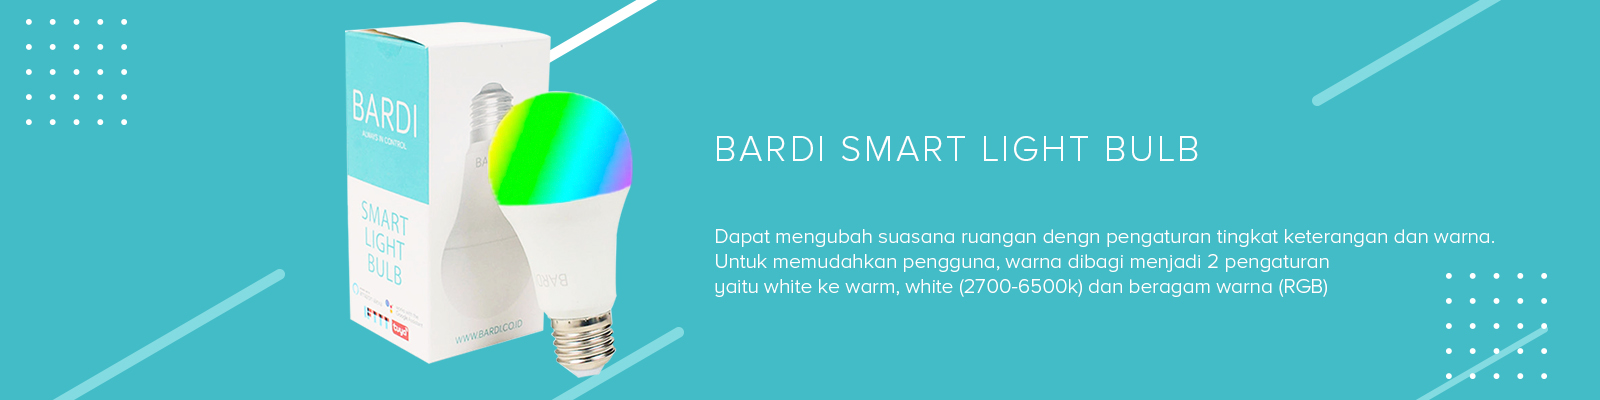 BARDI
ALWAYS IN CONTROL
SMART
LIGHT
BULB
tuya
WWW.BARDI.CO.ID
BA
BARDI
BARDI SMART LIGHT BULB
Dapat mengubah suasana ruangan dengn pengaturan tingkat keterangan dan warna.
Untuk memudahkan pengguna, warna dibagi menjadi 2 pengaturan
yaitu white ke warm, white (2700-6500k) dan beragam warna (RGB)